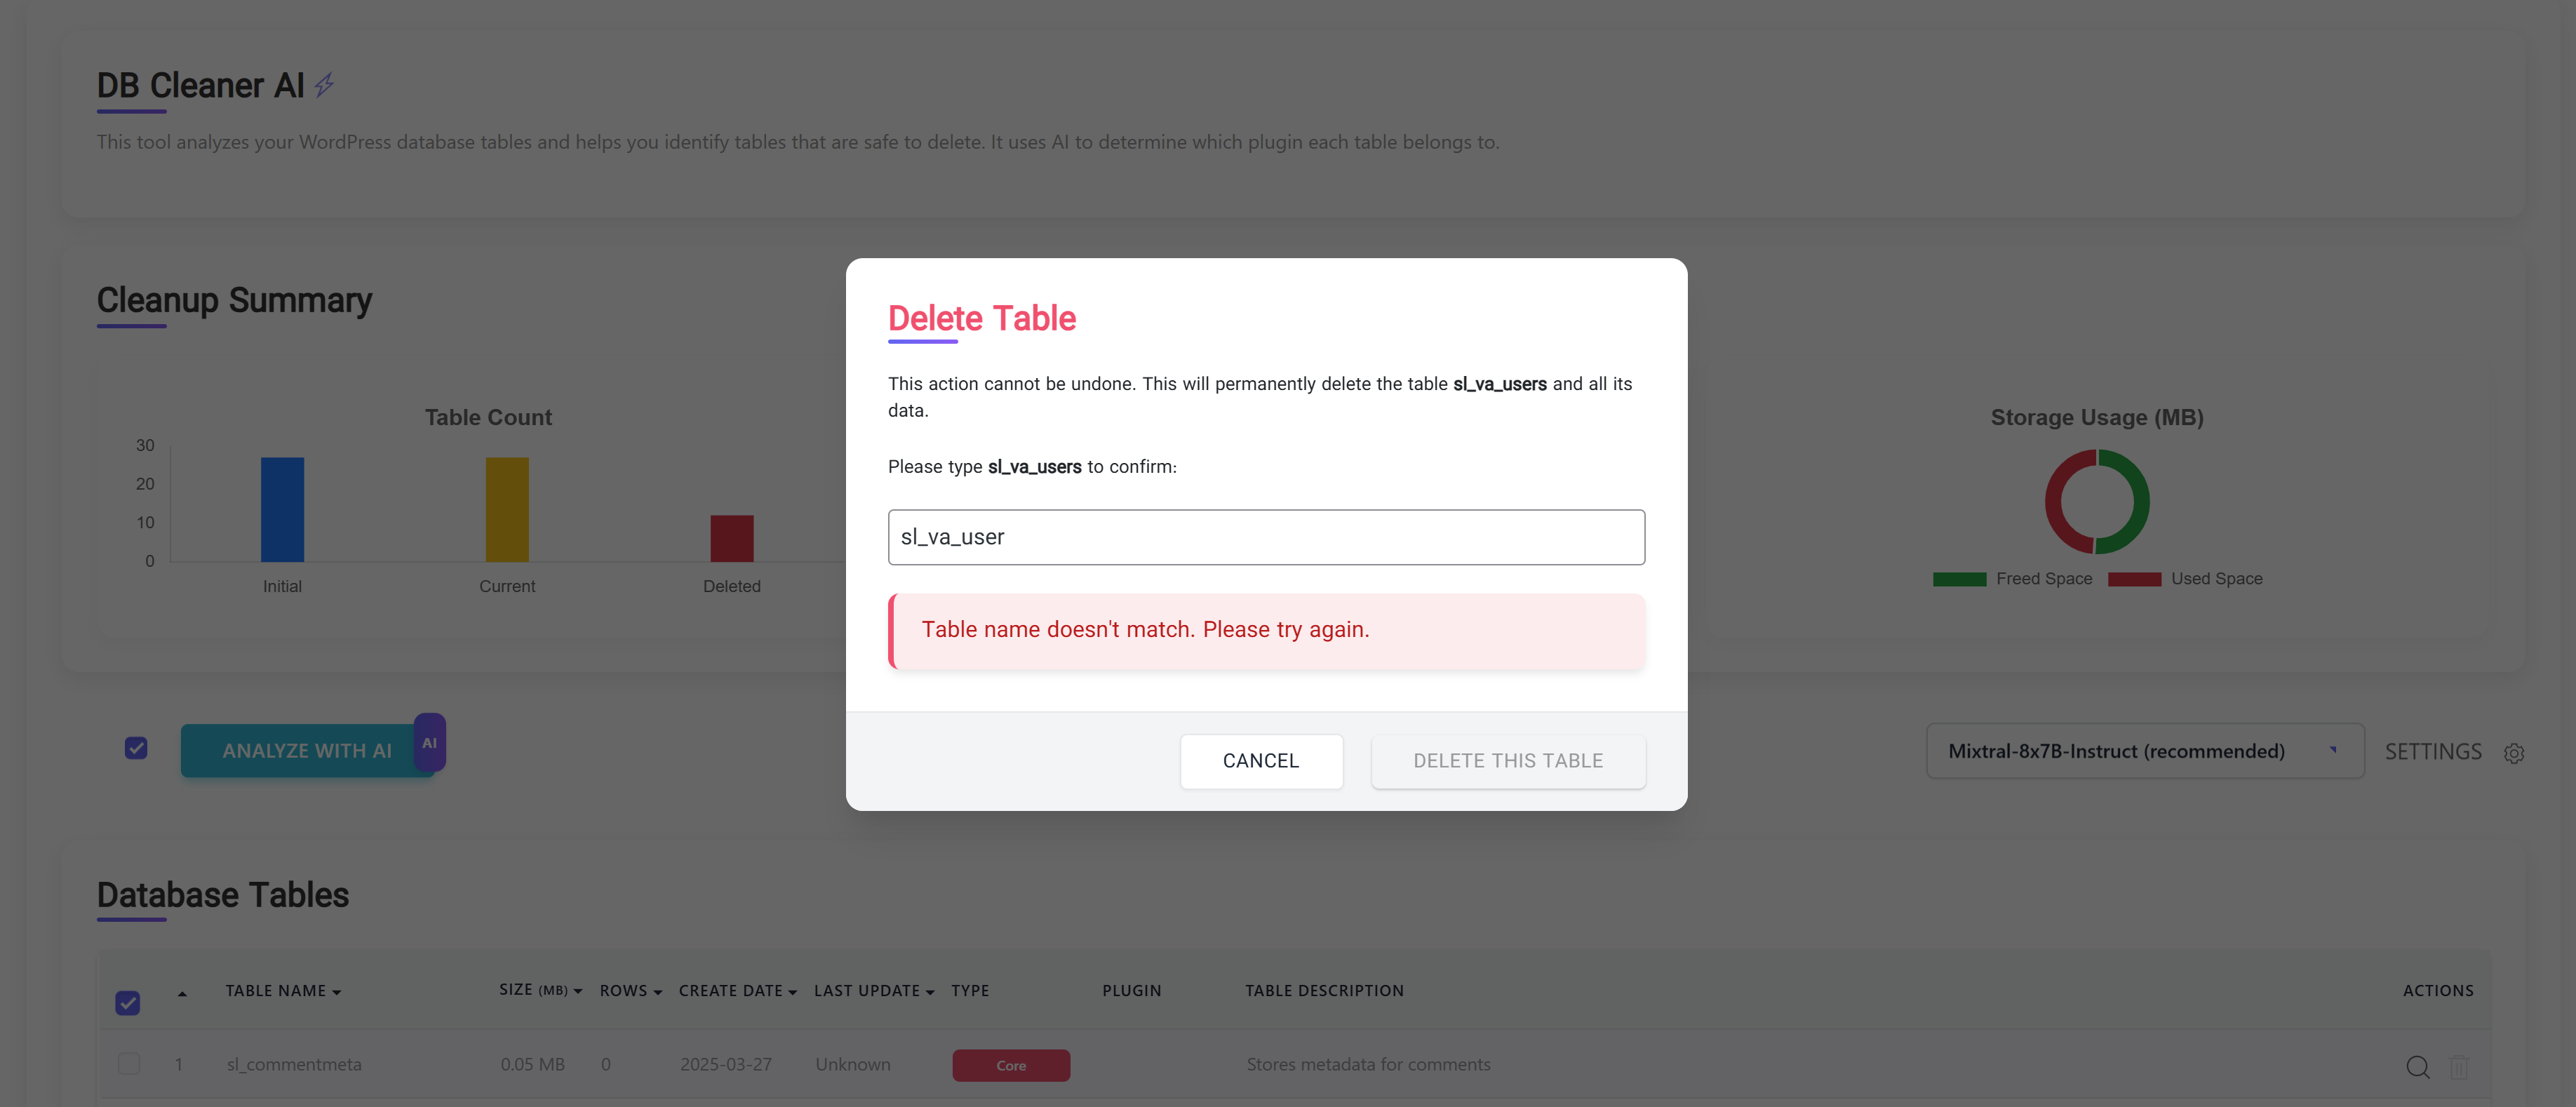 DB Cleaner AI
This tool analyzes your WordPress database tables and helps you identify tables that are safe to delete. It uses AI to determine which plugin each table belongs to.
Cleanup Summary
Table Count
30
20
10
0
Initial
Current
Deleted
Storage Usage (MB)
Freed Space
Used Space
Delete Table
This action cannot be undone. This will permanently delete the table sl_va_users and all its
data.
Please type sl_va_users to confirm:
sl_va_user
Table name doesn't match. Please try again.
CANCEL
DELETE THIS TABLE
ANALYZE WITH AI
AI
Mixtral-8x7B-Instruct (recommended)
SETTINGS
Database Tables
TABLE NAME SIZE (MB) ROWS CREATE DATE LAST UPDATE TYPE PLUGIN TABLE DESCRIPTION ACTIONS
1 sl_commentmeta 0.05 MB 0 2025-03-27 Unknown Core Stores metadata for comments